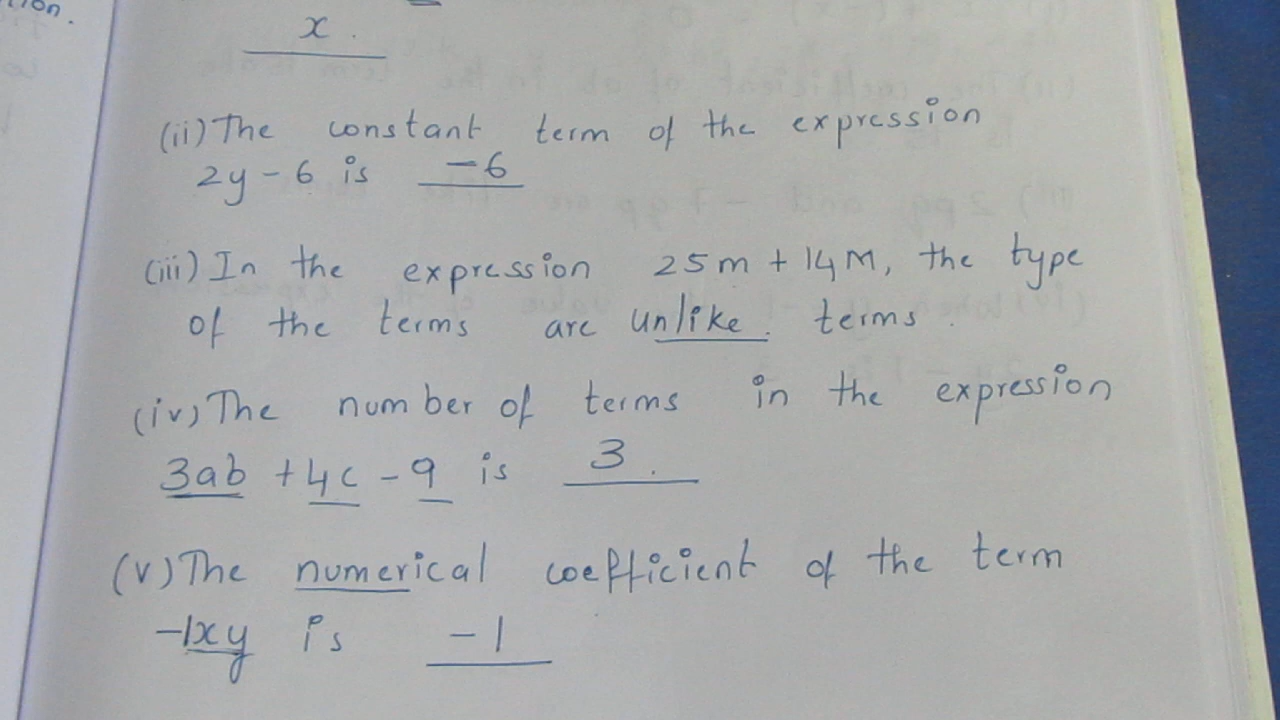 x .
(ii) The constant term of the expression
2y - 6 is -6
(iii) In the expression 25m + 14M, the type
of the terms are unlike. terms.
(iv) The number of terms in the expression
3ab + 4c - 9 is 3.
(v) The numerical coefficient of the term
-1xy is -1